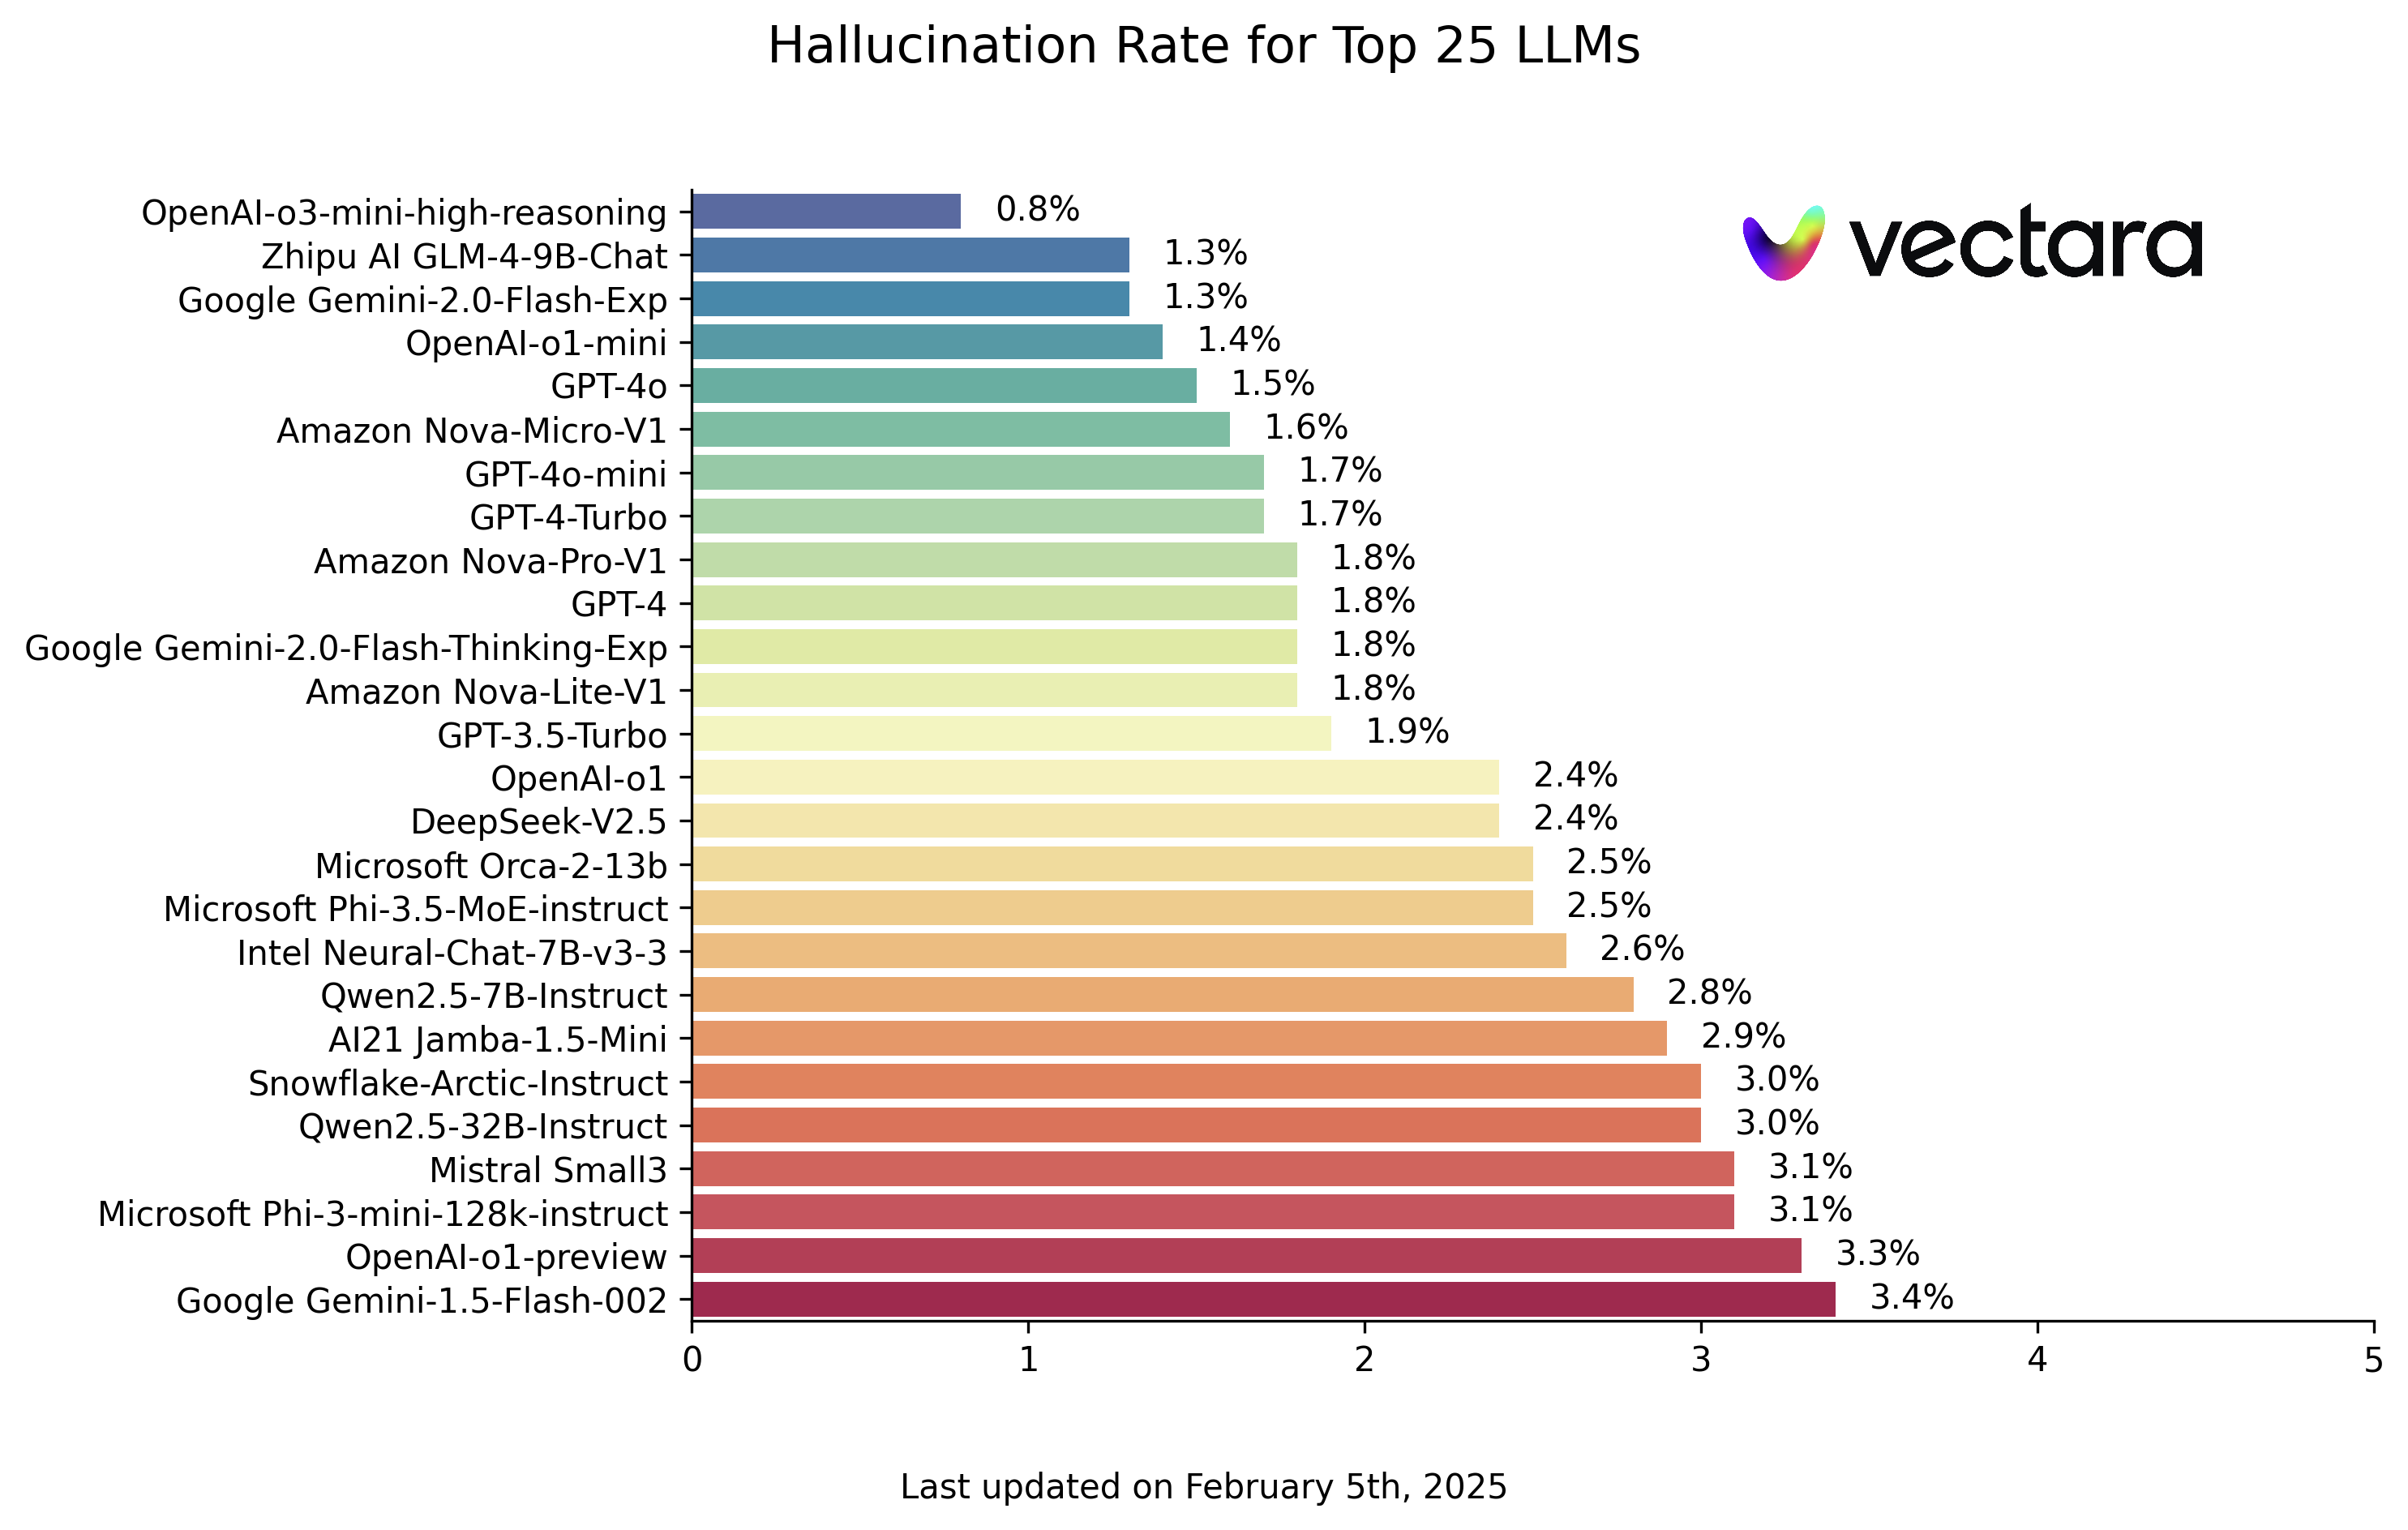 Hallucination Rate for Top 25 LLMs
vectara
OpenAI-o3-mini-high-reasoning 0.8%
Zhipu AI GLM-4-9B-Chat 1.3%
Google Gemini-2.0-Flash-Exp 1.3%
OpenAI-o1-mini 1.4%
GPT-4o 1.5%
Amazon Nova-Micro-V1 1.6%
GPT-4o-mini 1.7%
GPT-4-Turbo 1.7%
Amazon Nova-Pro-V1 1.8%
GPT-4 1.8%
Google Gemini-2.0-Flash-Thinking-Exp 1.8%
Amazon Nova-Lite-V1 1.8%
GPT-3.5-Turbo 1.9%
OpenAI-o1 2.4%
DeepSeek-V2.5 2.4%
Microsoft Orca-2-13b 2.5%
Microsoft Phi-3.5-MoE-instruct 2.5%
Intel Neural-Chat-7B-v3-3 2.6%
Qwen2.5-7B-Instruct 2.8%
AI21 Jamba-1.5-Mini 2.9%
Snowflake-Arctic-Instruct 3.0%
Qwen2.5-32B-Instruct 3.0%
Mistral Small3 3.1%
Microsoft Phi-3-mini-128k-instruct 3.1%
OpenAI-o1-preview 3.3%
Google Gemini-1.5-Flash-002 3.4%
0 1 2 3 4 5
Last updated on February 5th, 2025